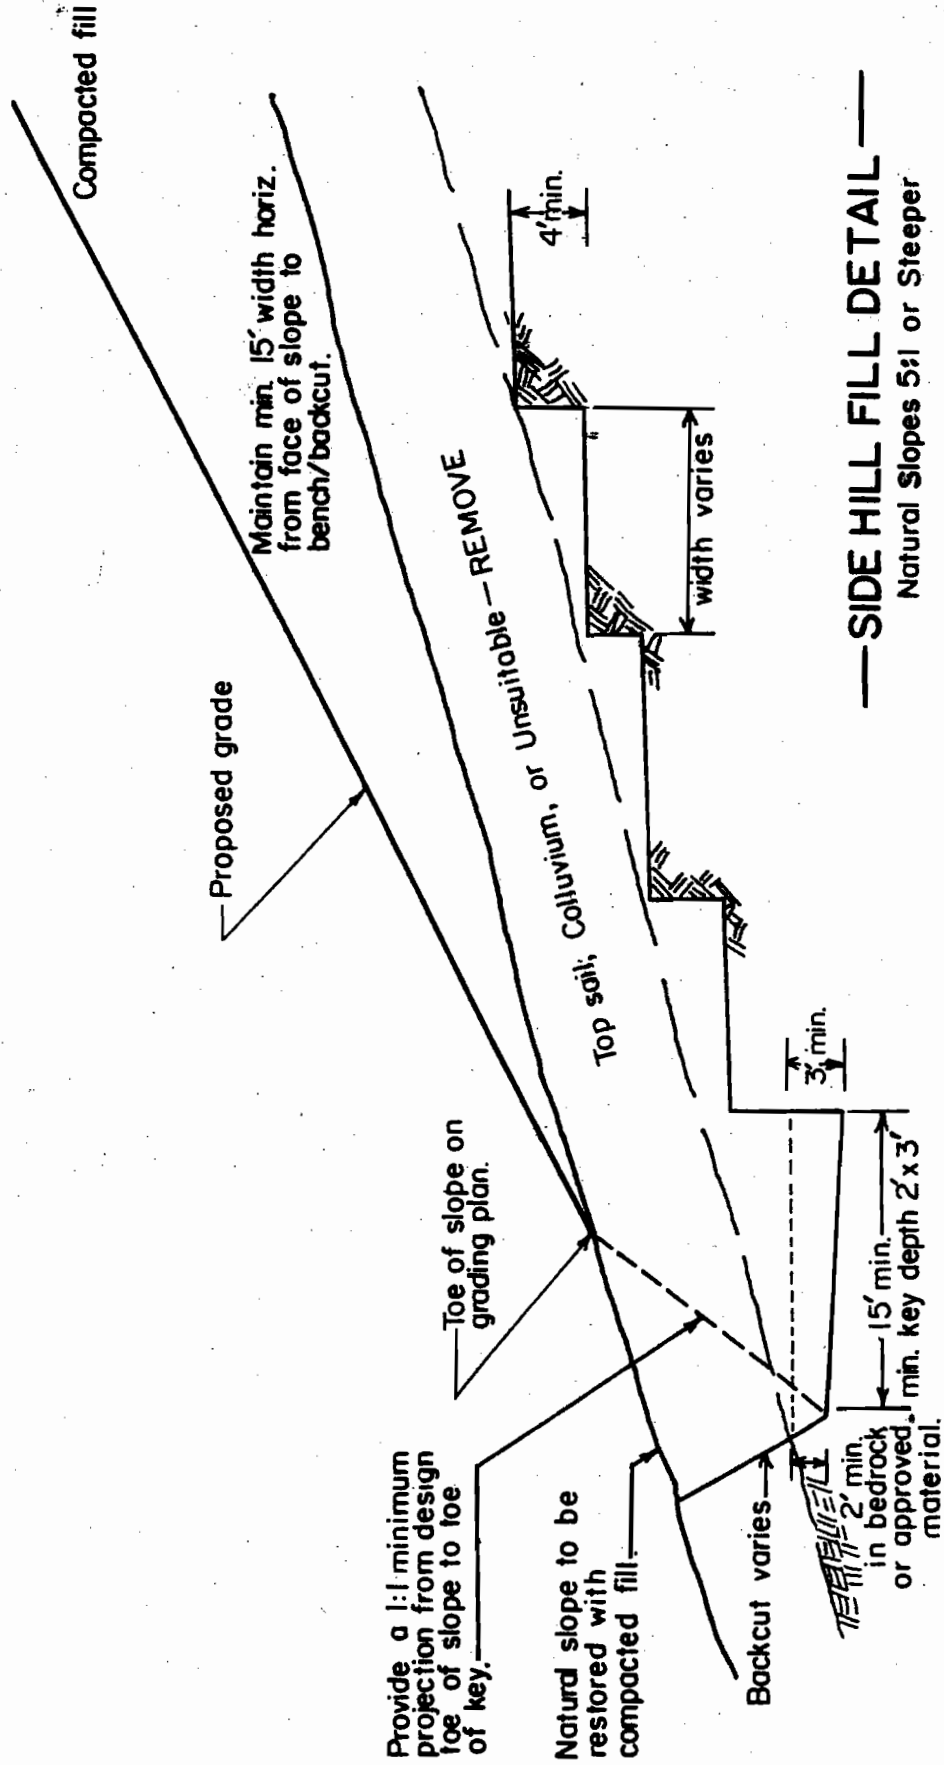 Compacted fill
Maintain min. 15' width horiz.
from face of slope to
bench/backcut.
Proposed grade
Toe of slope on
grading plan.
Provide a 1:1 minimum
projection from design
toe of slope to toe
of key.
Natural slope to be
restored with
compacted fill.
Top soil, Colluvium, or Unsuitable—REMOVE
4' min.
width varies
3' min.
Backcut varies
2' min.
in bedrock
or approved
material.
15' min.
min. key depth 2'x3'
—SIDE HILL FILL DETAIL—
Natural Slopes 5:1 or Steeper